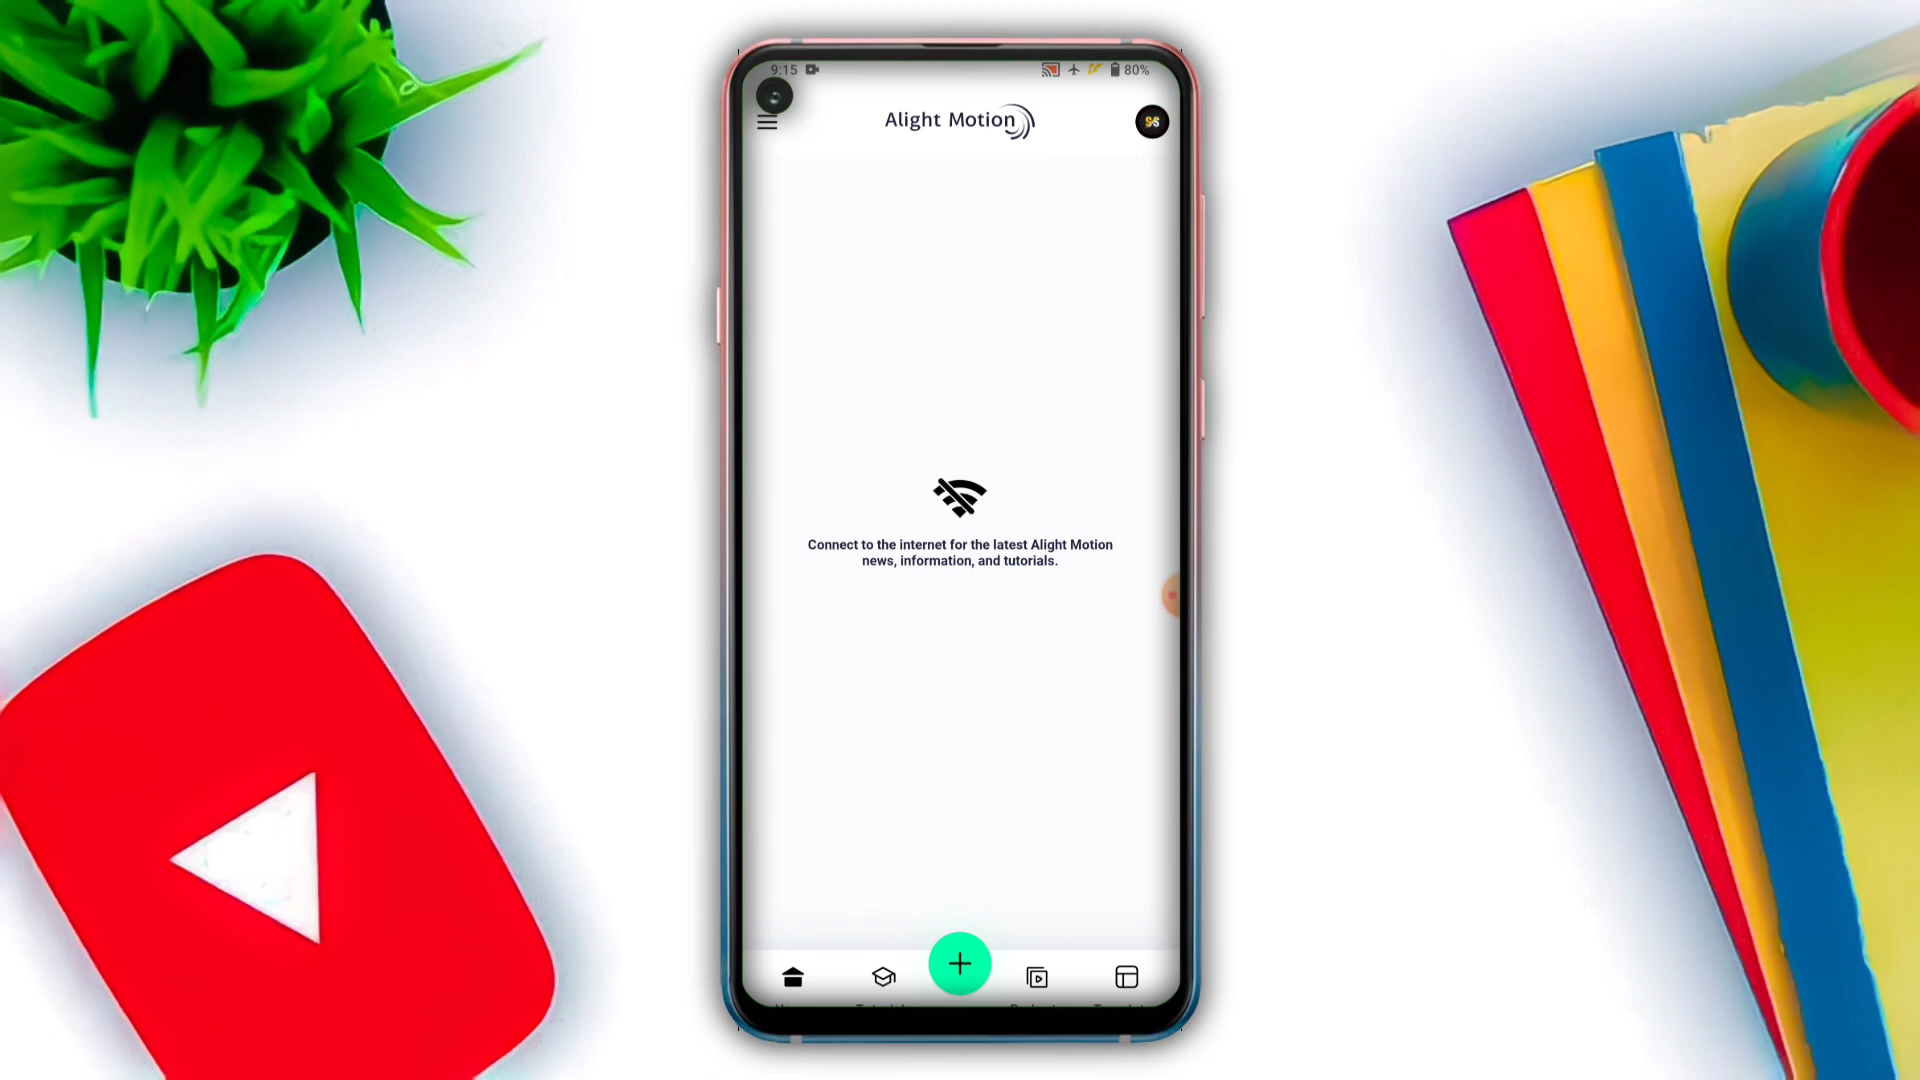 9:15
80%
Alight Motion
Connect to the internet for the latest Alight Motion
news, information, and tutorials.